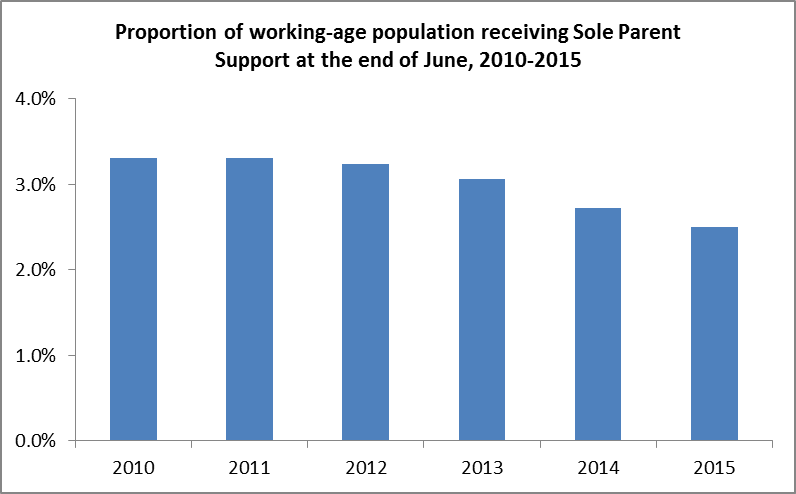 Proportion of working-age population receiving Sole Parent
Support at the end of June, 2010-2015
4.0%
3.0%
2.0%
1.0%
0.0%
2010 2011 2012 2013 2014 2015